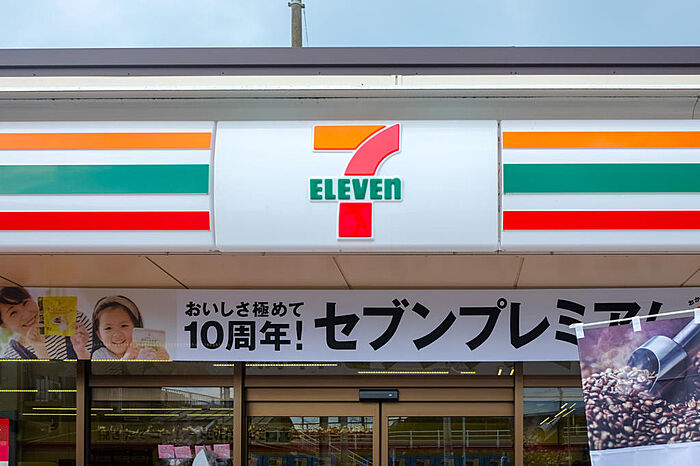 7
ELEVEn
おいしさ極めて
10周年!
セブンプレミアム